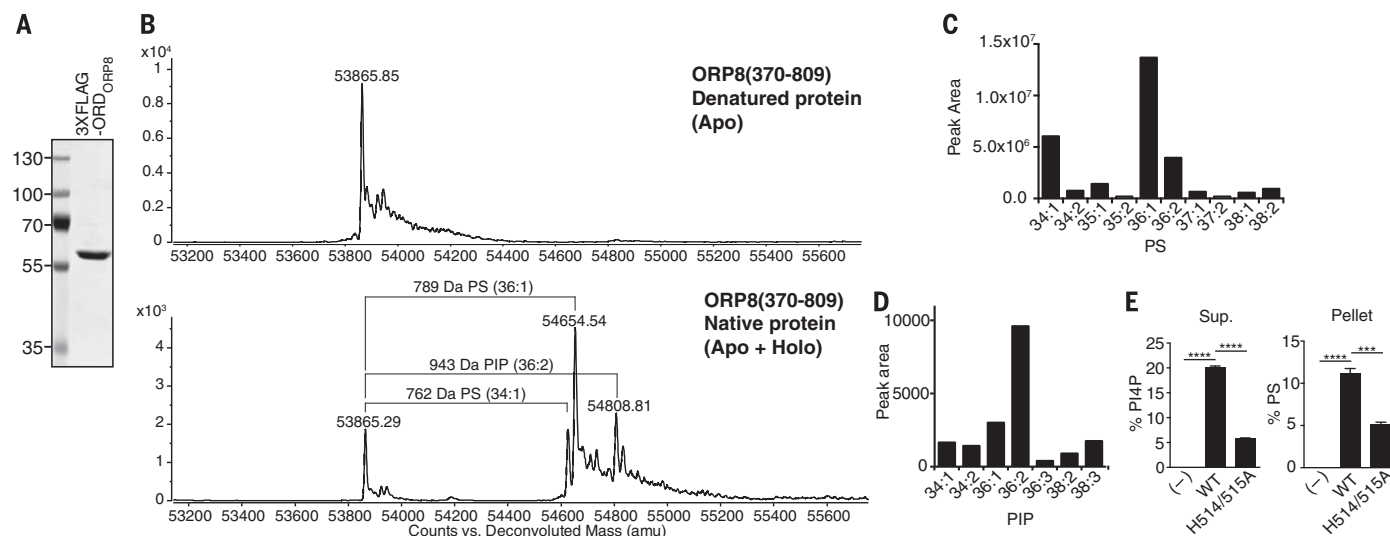 A
3XFLAG
-ORD_ORP8
130
100
70
55
35
B
x10⁴
1
0.8
0.6
0.4
0.2
0
53865.85
ORP8(370-809)
Denatured protein
(Apo)
53200 53400 53600 53800 54000 54200 54400 54600 54800 55000 55200 55400 55600
x10³
4
3
2
1
0
789 Da PS (36:1)
54654.54
943 Da PIP (36:2)
762 Da PS (34:1)
54808.81
53865.29
ORP8(370-809)
Native protein
(Apo + Holo)
53200 53400 53600 53800 54000 54200 54400 54600 54800 55000 55200 55400 55600
Counts vs. Deconvoluted Mass (amu)
C
Peak Area
1.5x10⁷
1.0x10⁷
5.0x10⁶
0.0
34:1 34:2 35:1 35:2 36:1 36:2 37:1 37:2 38:1 38:2
PS
D
Peak area
10000
5000
0
34:1 34:2 36:1 36:2 36:3 38:2 38:3
PIP
E
Sup.
% PI4P
25
20
15
10
5
0
**** ****
(–) WT H514/515A
Pellet
% PS
15
10
5
0
**** ***
(–) WT H514/515A